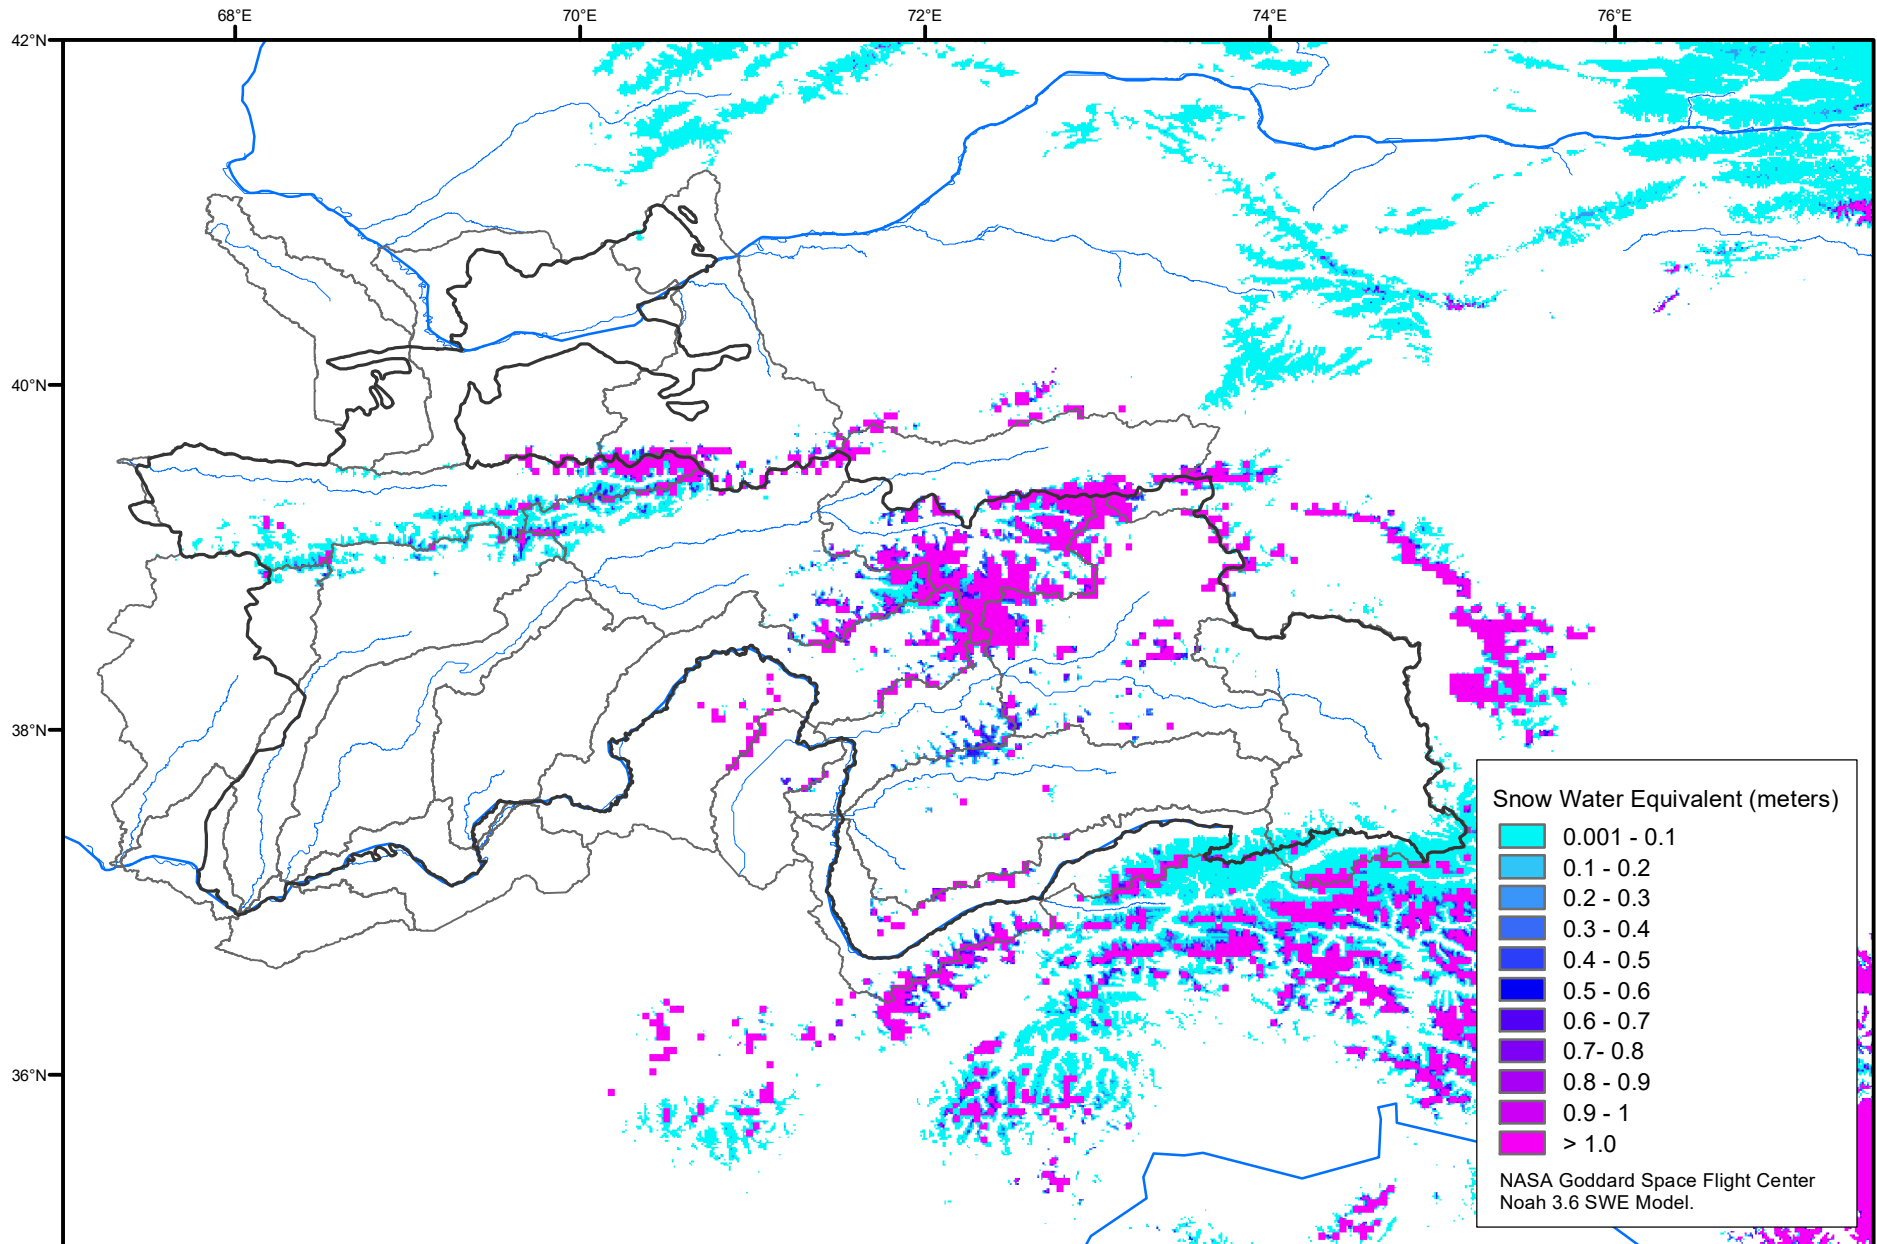 68°E 70°E 72°E 74°E 76°E
42°N
40°N
38°N
36°N
Snow Water Equivalent (meters)
0.001 - 0.1
0.1 - 0.2
0.2 - 0.3
0.3 - 0.4
0.4 - 0.5
0.5 - 0.6
0.6 - 0.7
0.7- 0.8
0.8 - 0.9
0.9 - 1
> 1.0
NASA Goddard Space Flight Center
Noah 3.6 SWE Model.